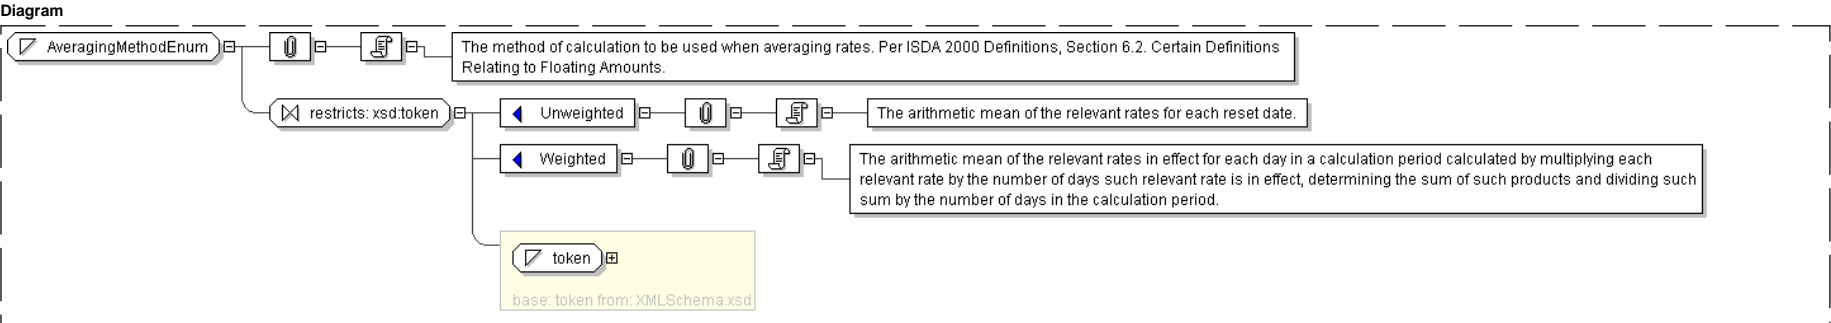 Diagram
AveragingMethodEnum
The method of calculation to be used when averaging rates. Per ISDA 2000 Definitions, Section 6.2. Certain Definitions
Relating to Floating Amounts.
restricts: xsd:token
Unweighted
The arithmetic mean of the relevant rates for each reset date.
Weighted
The arithmetic mean of the relevant rates in effect for each day in a calculation period calculated by multiplying each
relevant rate by the number of days such relevant rate is in effect, determining the sum of such products and dividing such
sum by the number of days in the calculation period.
token
base: token from: XMLSchema.xsd